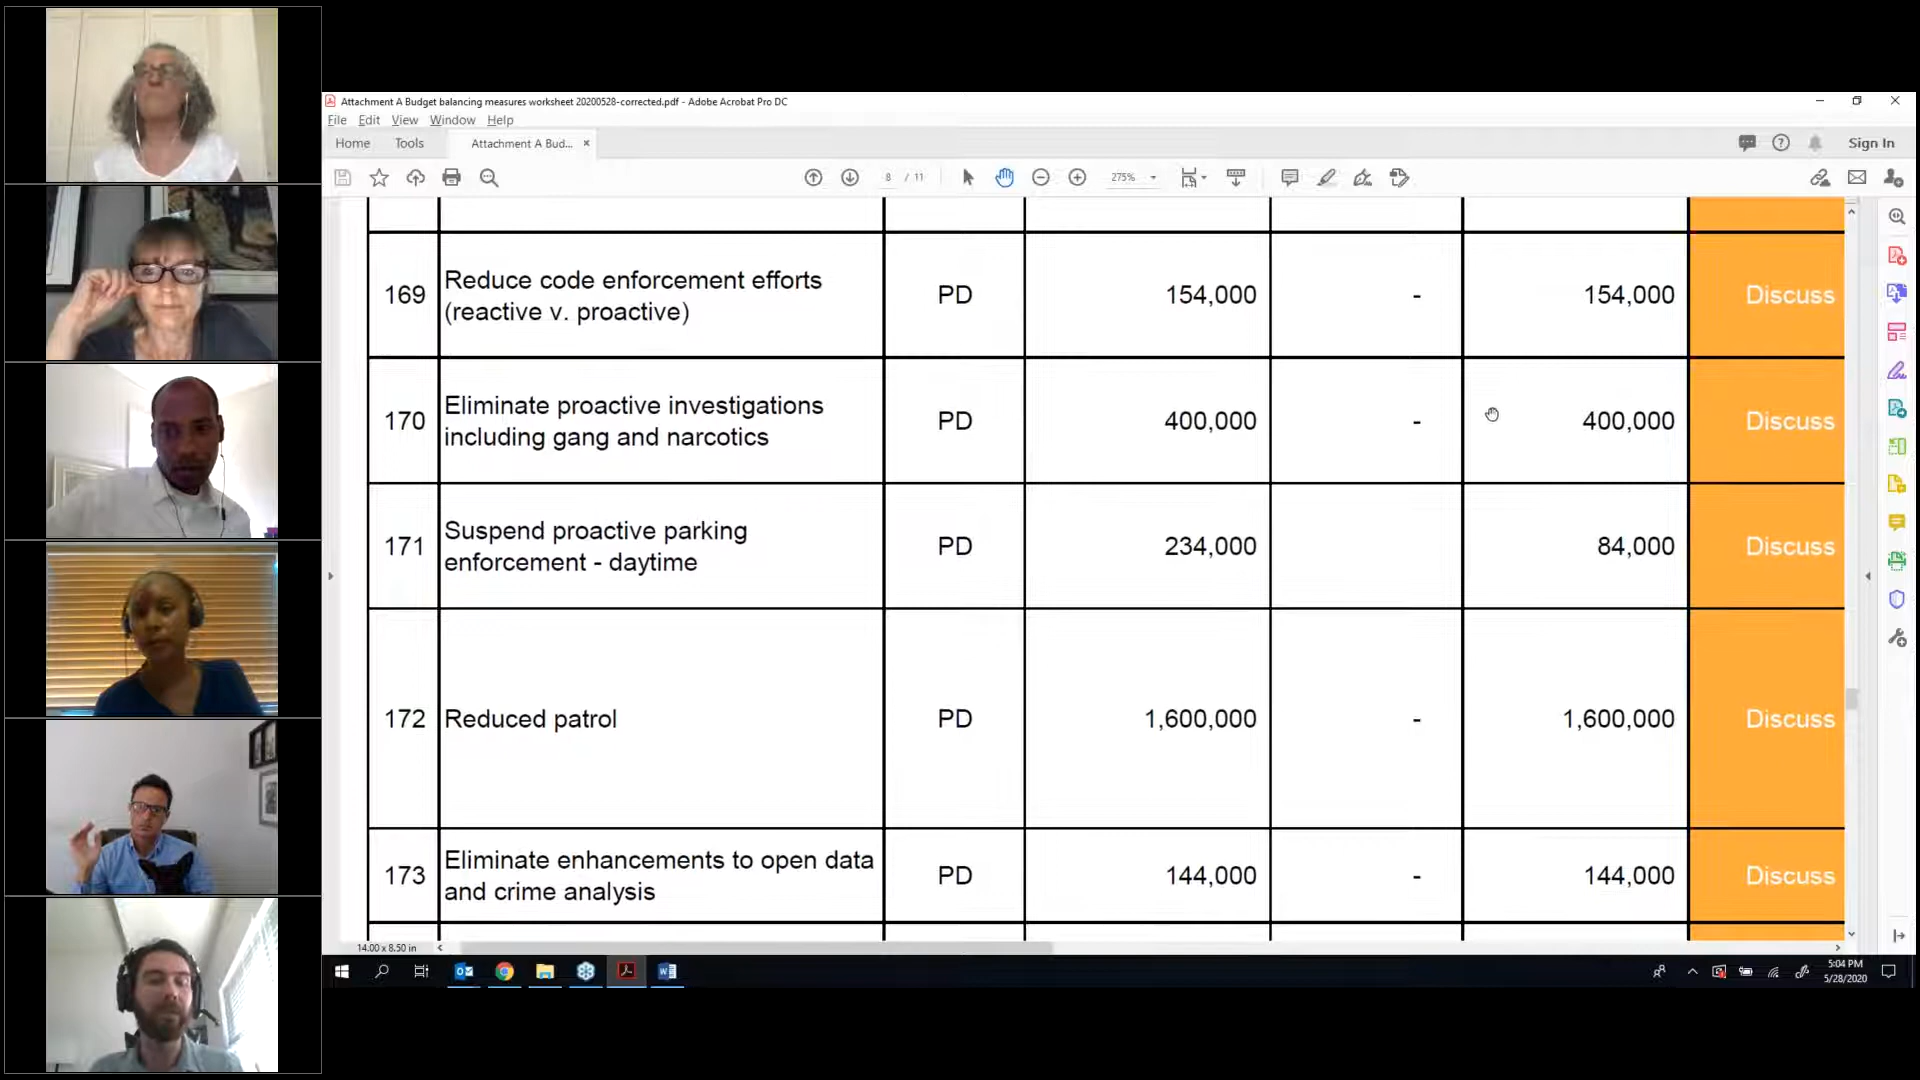 Attachment A Budget balancing measures worksheet 20200528-corrected.pdf - Adobe Acrobat Pro DC
File Edit View Window Help
Home Tools Attachment A Bud... × Sign In
8 / 11 275%
169 Reduce code enforcement efforts (reactive v. proactive) PD 154,000 - 154,000 Discuss
170 Eliminate proactive investigations including gang and narcotics PD 400,000 - 400,000 Discuss
171 Suspend proactive parking enforcement - daytime PD 234,000 84,000 Discuss
172 Reduced patrol PD 1,600,000 - 1,600,000 Discuss
173 Eliminate enhancements to open data and crime analysis PD 144,000 - 144,000 Discuss
14.00 x 8.50 in
5:04 PM
5/28/2020